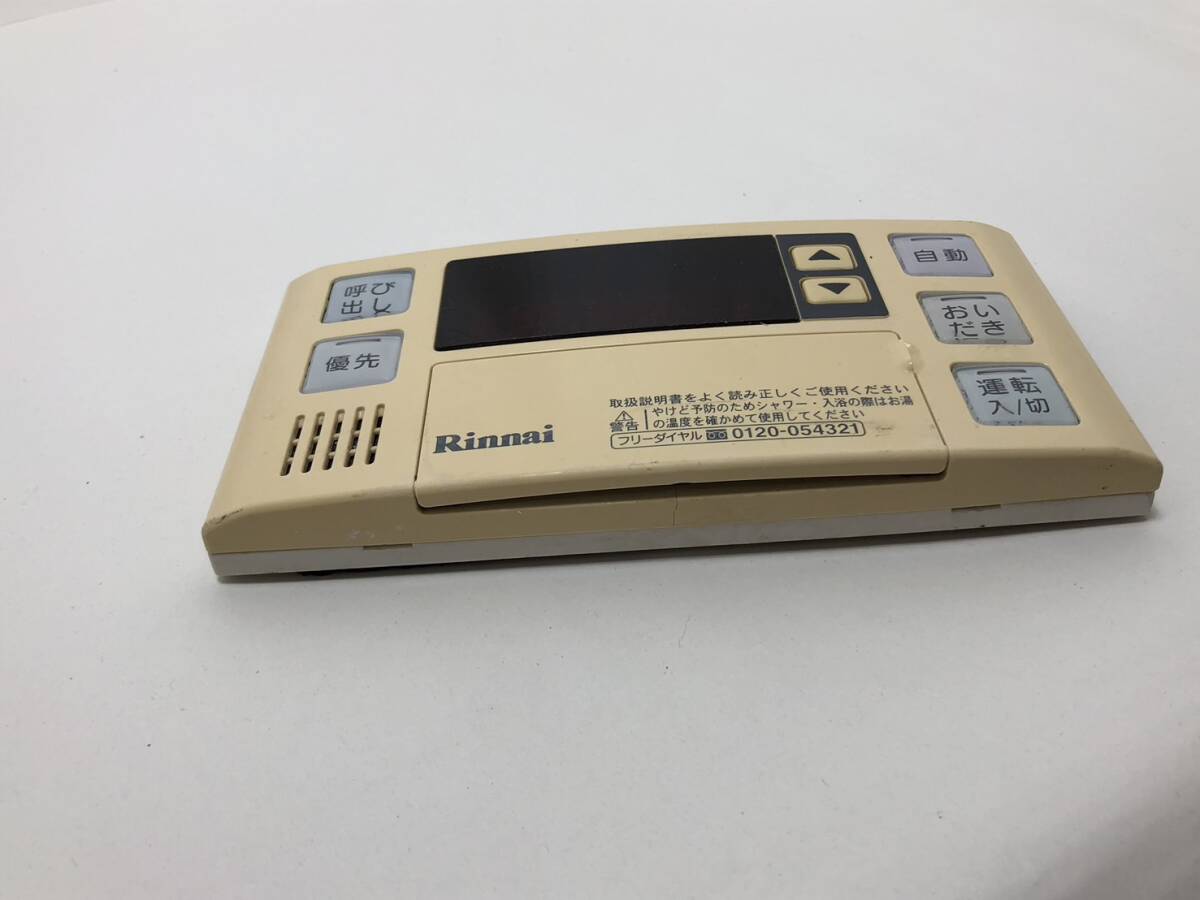 呼び
出し
優先
自動
おい
だき
運転
入/切
取扱説明書をよく読み正しくご使用ください
警告
やけど予防のためシャワー・入浴の際はお湯
の温度を確かめて使用してください
フリーダイヤル 0120-054321
Rinnai